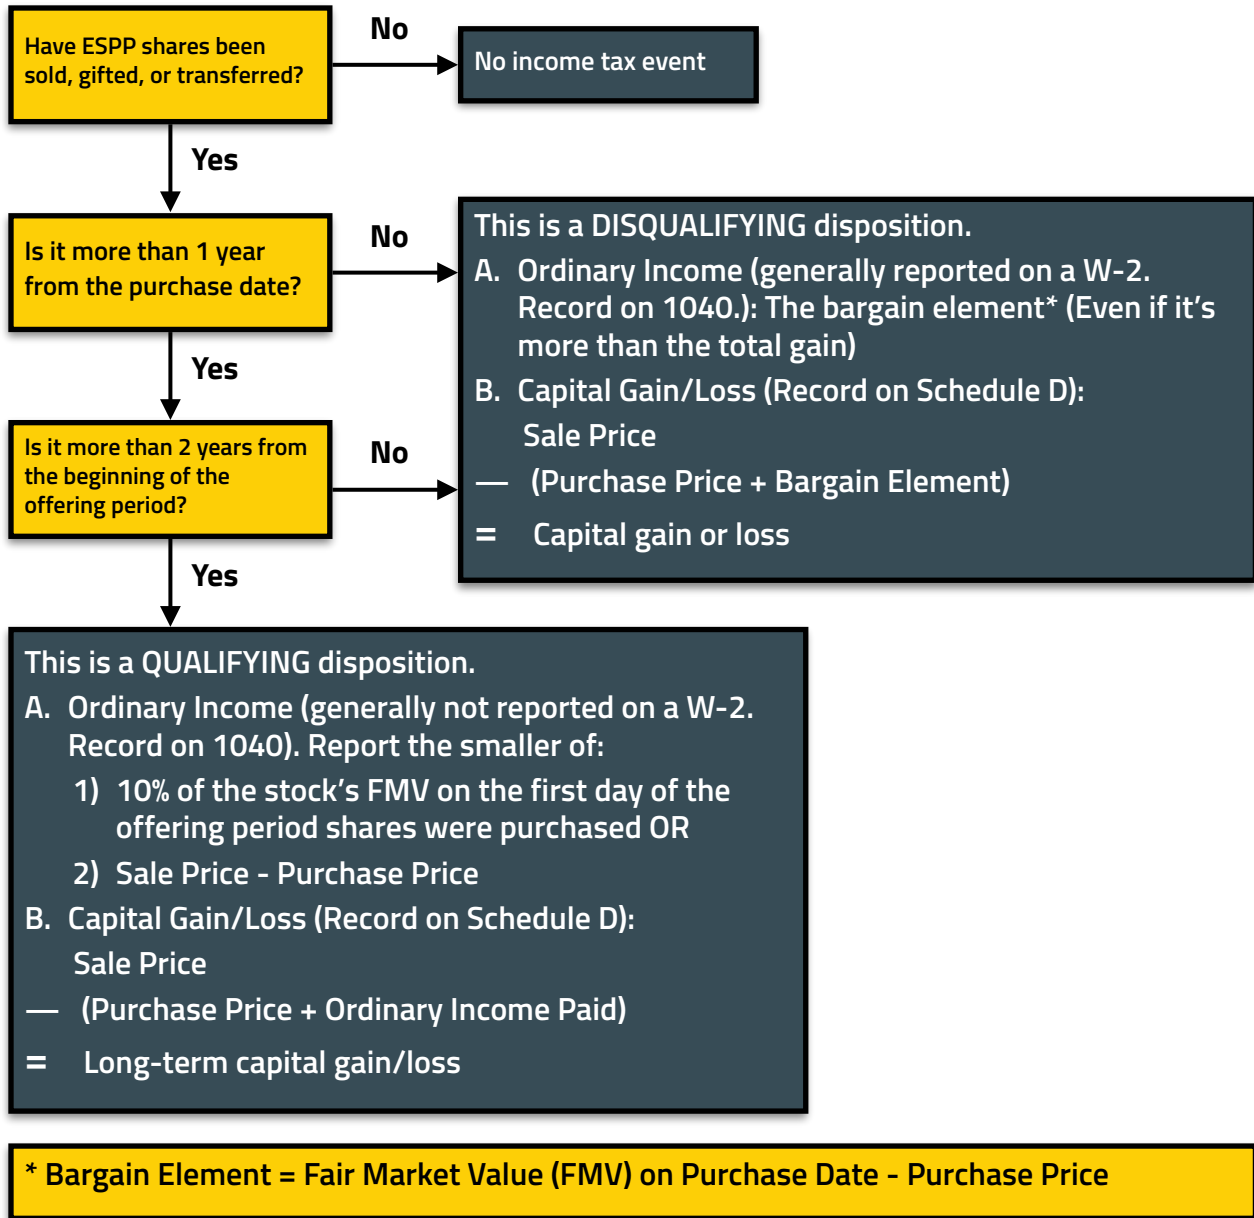 Have ESPP shares been
sold, gifted, or transferred?
No
No income tax event
Yes
Is it more than 1 year
from the purchase date?
No
This is a DISQUALIFYING disposition.
A. Ordinary Income (generally reported on a W-2.
Record on 1040.): The bargain element* (Even if it's
more than the total gain)
B. Capital Gain/Loss (Record on Schedule D):
Sale Price
— (Purchase Price + Bargain Element)
= Capital gain or loss
Yes
Is it more than 2 years from
the beginning of the
offering period?
No
Yes
This is a QUALIFYING disposition.
A. Ordinary Income (generally not reported on a W-2.
Record on 1040). Report the smaller of:
1) 10% of the stock's FMV on the first day of the
offering period shares were purchased OR
2) Sale Price - Purchase Price
B. Capital Gain/Loss (Record on Schedule D):
Sale Price
— (Purchase Price + Ordinary Income Paid)
= Long-term capital gain/loss
* Bargain Element = Fair Market Value (FMV) on Purchase Date - Purchase Price